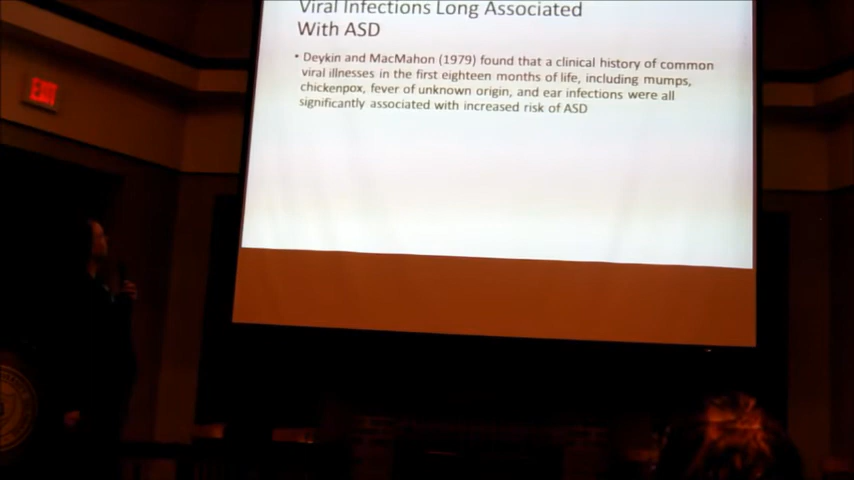 EXIT
Viral Infections Long Associated
With ASD
• Deykin and MacMahon (1979) found that a clinical history of common
viral illnesses in the first eighteen months of life, including mumps,
chickenpox, fever of unknown origin, and ear infections were all
significantly associated with increased risk of ASD